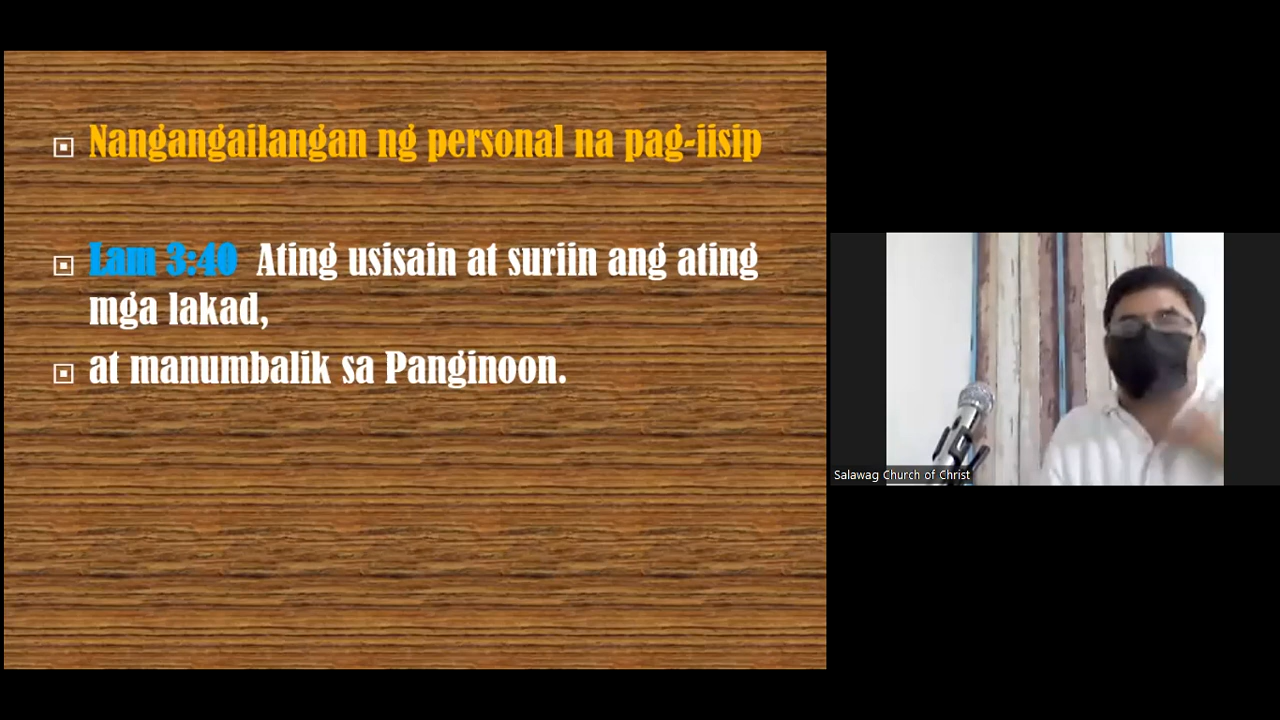 Nangangailangan ng personal na pag-iisip
Lam 3:40 Ating usisain at suriin ang ating
mga lakad,
at manumbalik sa Panginoon.
Salawag Church of Christ